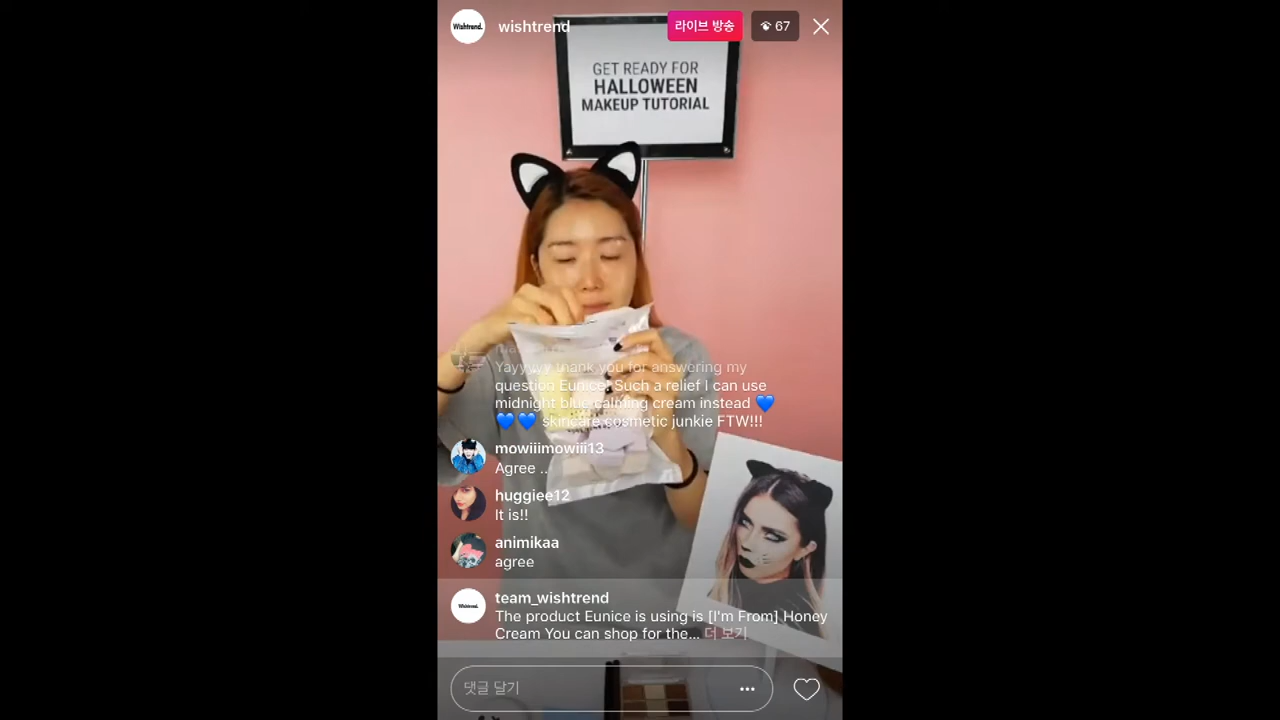 Wishtrend.
wishtrend
라이브 방송
67
GET READY FOR
HALLOWEEN
MAKEUP TUTORIAL
Yayyyyy thank you for answering my
question Eunice! Such a relief I can use
midnight blue calming cream instead 💙
💙💙 skincare cosmetic junkie FTW!!!
mowiiimowiii13
Agree ..
huggiee12
It is!!
animikaa
agree
Wishtrend.
team_wishtrend
The product Eunice is using is [I'm From] Honey
Cream You can shop for the... 더 보기
댓글 달기